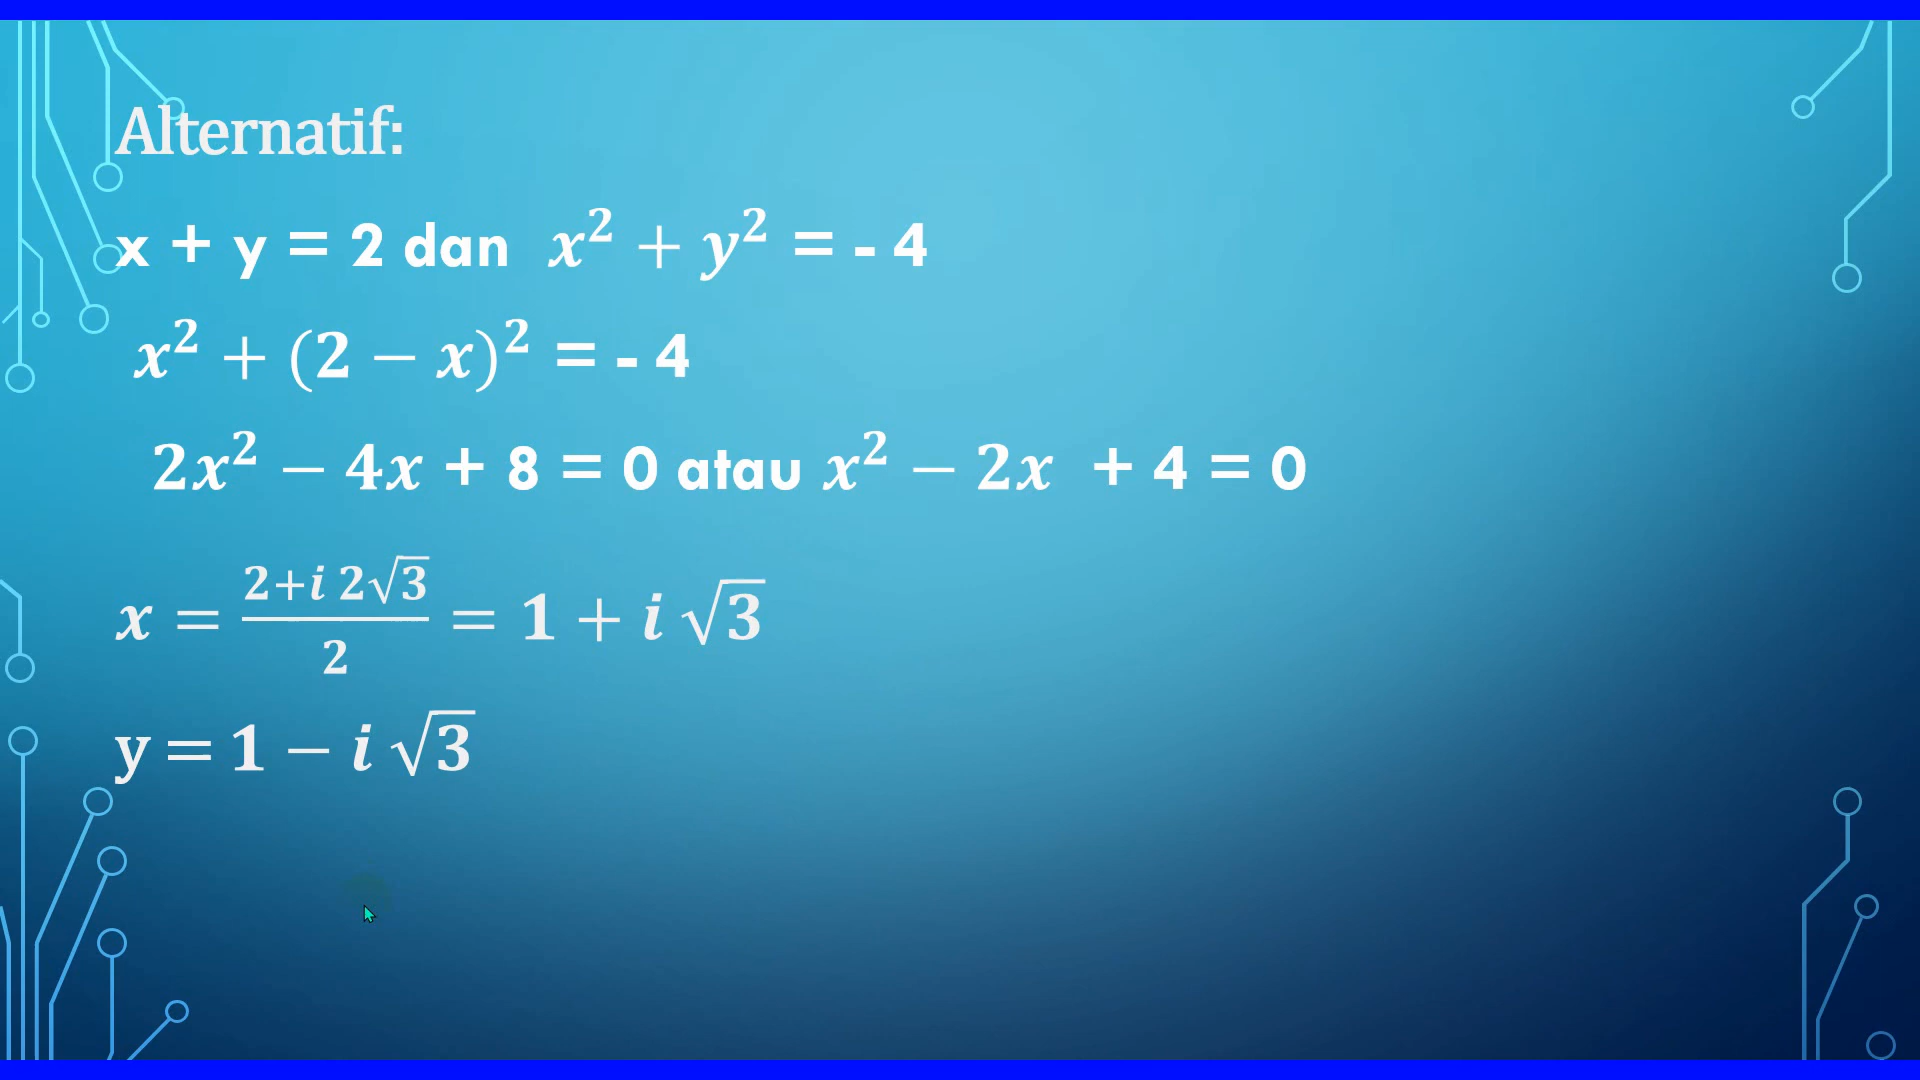 Alternatif:
x + y = 2 dan x² + y² = - 4
x² + (2 − x)² = - 4
2x² − 4x + 8 = 0 atau x² − 2x + 4 = 0
x = (2+i 2√3)/2 = 1 + i √3
y = 1 − i √3